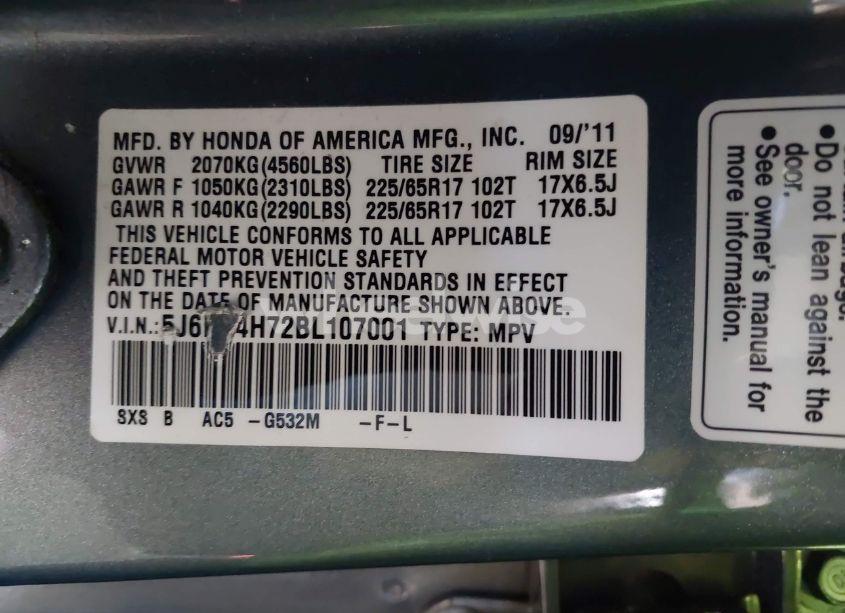 MFD. BY HONDA OF AMERICA MFG., INC. 09/'11
GVWR 2070KG(4560LBS) TIRE SIZE RIM SIZE
GAWR F 1050KG(2310LBS) 225/65R17 102T 17X6.5J
GAWR R 1040KG(2290LBS) 225/65R17 102T 17X6.5J
THIS VEHICLE CONFORMS TO ALL APPLICABLE
FEDERAL MOTOR VEHICLE SAFETY
AND THEFT PREVENTION STANDARDS IN EFFECT
ON THE DATE OF MANUFACTURE SHOWN ABOVE.
V.I.N.: TYPE: MPV
SXS B AC5 -G532M -F-L
● Do not lean against the
door.
● See owner's manual for
more information.